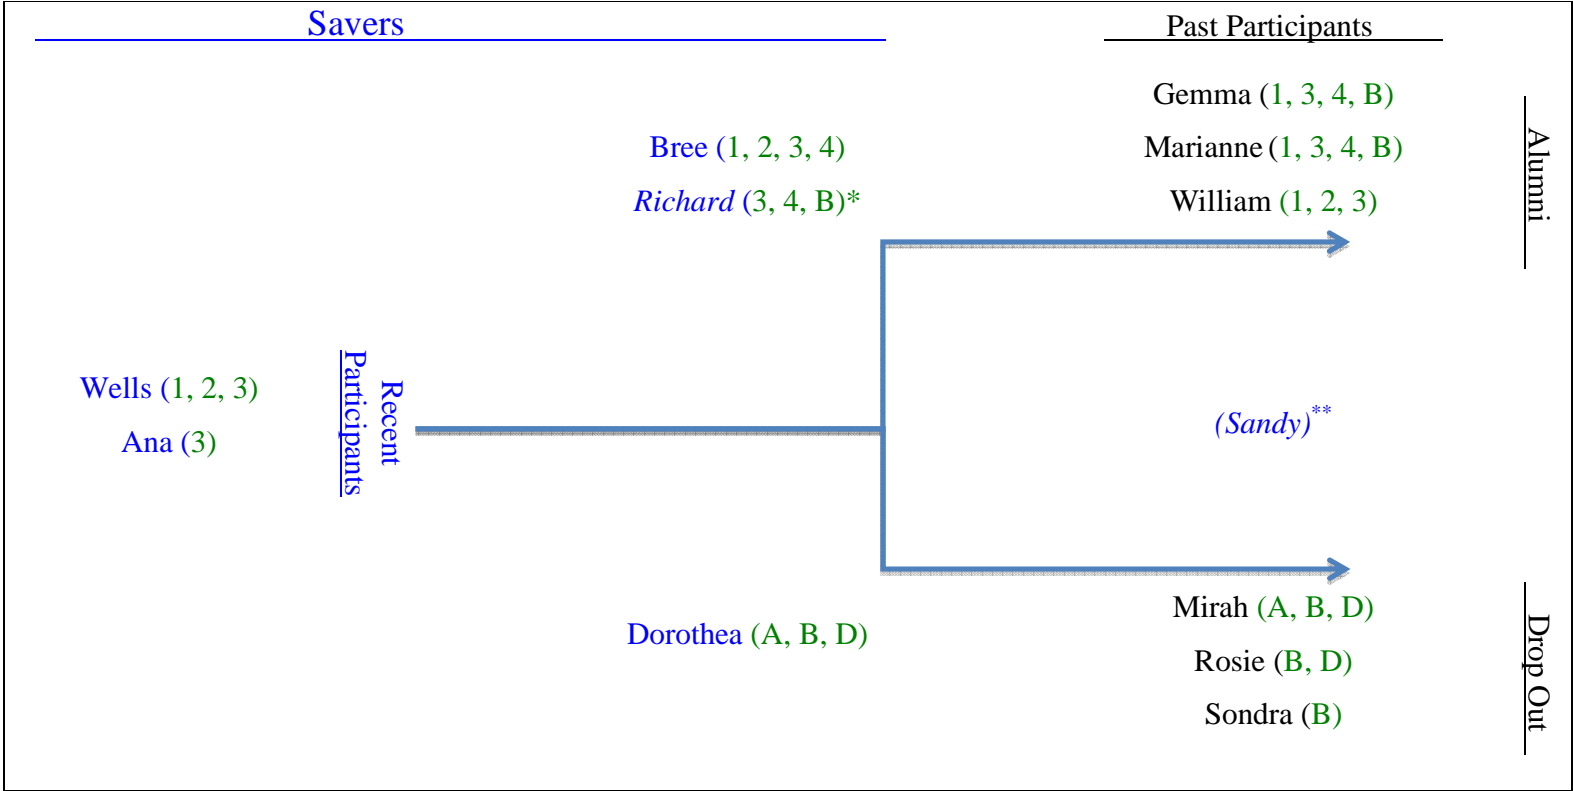 Savers
Past Participants
Gemma (1, 3, 4, B)
Bree (1, 2, 3, 4)
Marianne (1, 3, 4, B)
Richard (3, 4, B)*
William (1, 2, 3)
Alumni
Wells (1, 2, 3)
Ana (3)
Recent
Participants
(Sandy)**
Dorothea (A, B, D)
Mirah (A, B, D)
Rosie (B, D)
Sondra (B)
Drop Out